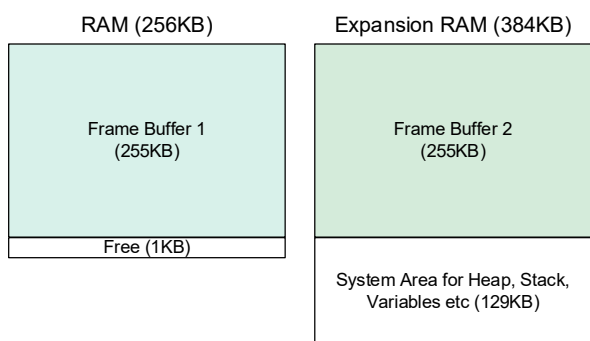 RAM (256KB)
Frame Buffer 1
(255KB)
Free (1KB)
Expansion RAM (384KB)
Frame Buffer 2
(255KB)
System Area for Heap, Stack,
Variables etc (129KB)